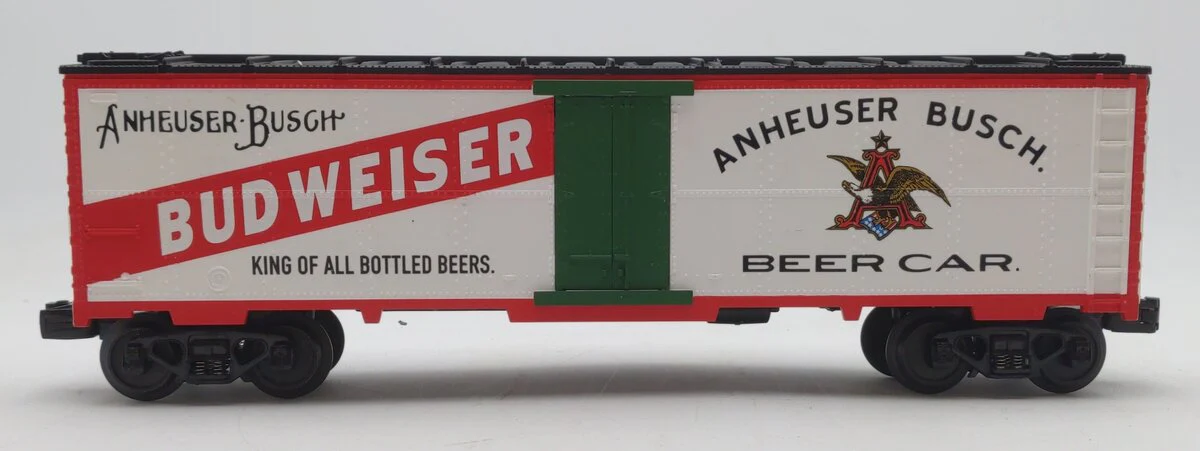 ANHEUSER-BUSCH
BUDWEISER
KING OF ALL BOTTLED BEERS.
ANHEUSER BUSCH.
A
BEER CAR.